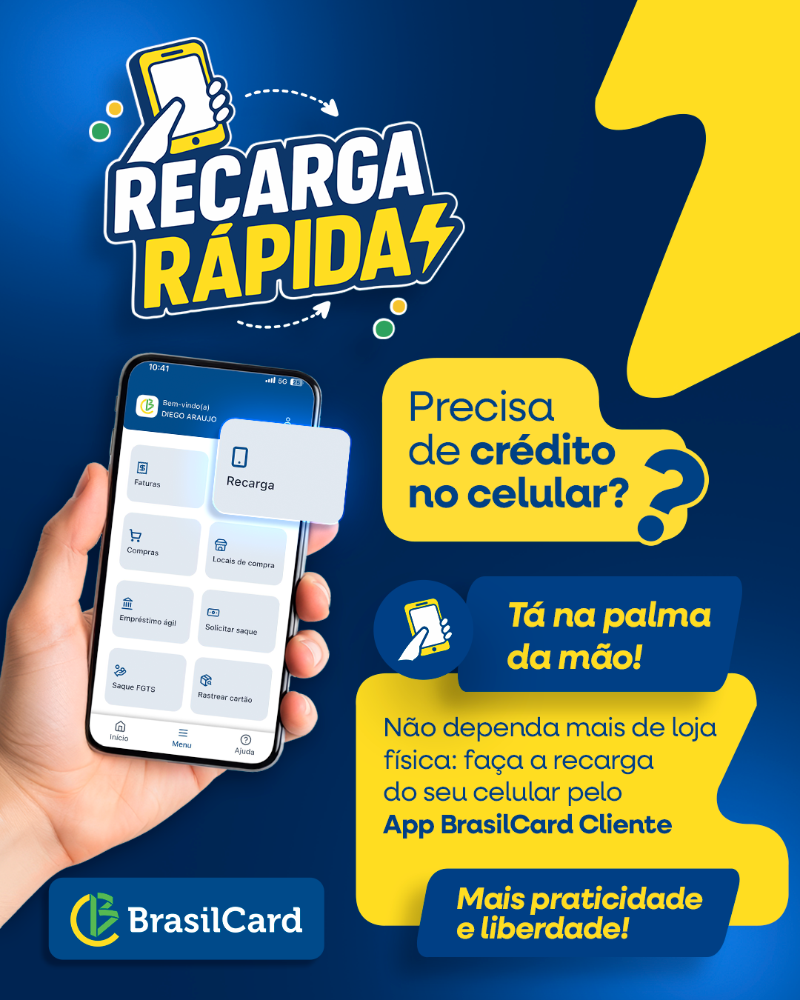 RECARGA
RÁPIDA
10:41
5G 25
Bem-vindo(a)
DIEGO ARAUJO
Faturas
Recarga
Compras
Locais de compra
Empréstimo ágil
Solicitar saque
Saque FGTS
Rastrear cartão
Início
Menu
Ajuda
Precisa
de crédito
no celular?
?
Tá na palma
da mão!
Não dependa mais de loja
física: faça a recarga
do seu celular pelo
App BrasilCard Cliente
Mais praticidade
e liberdade!
BrasilCard